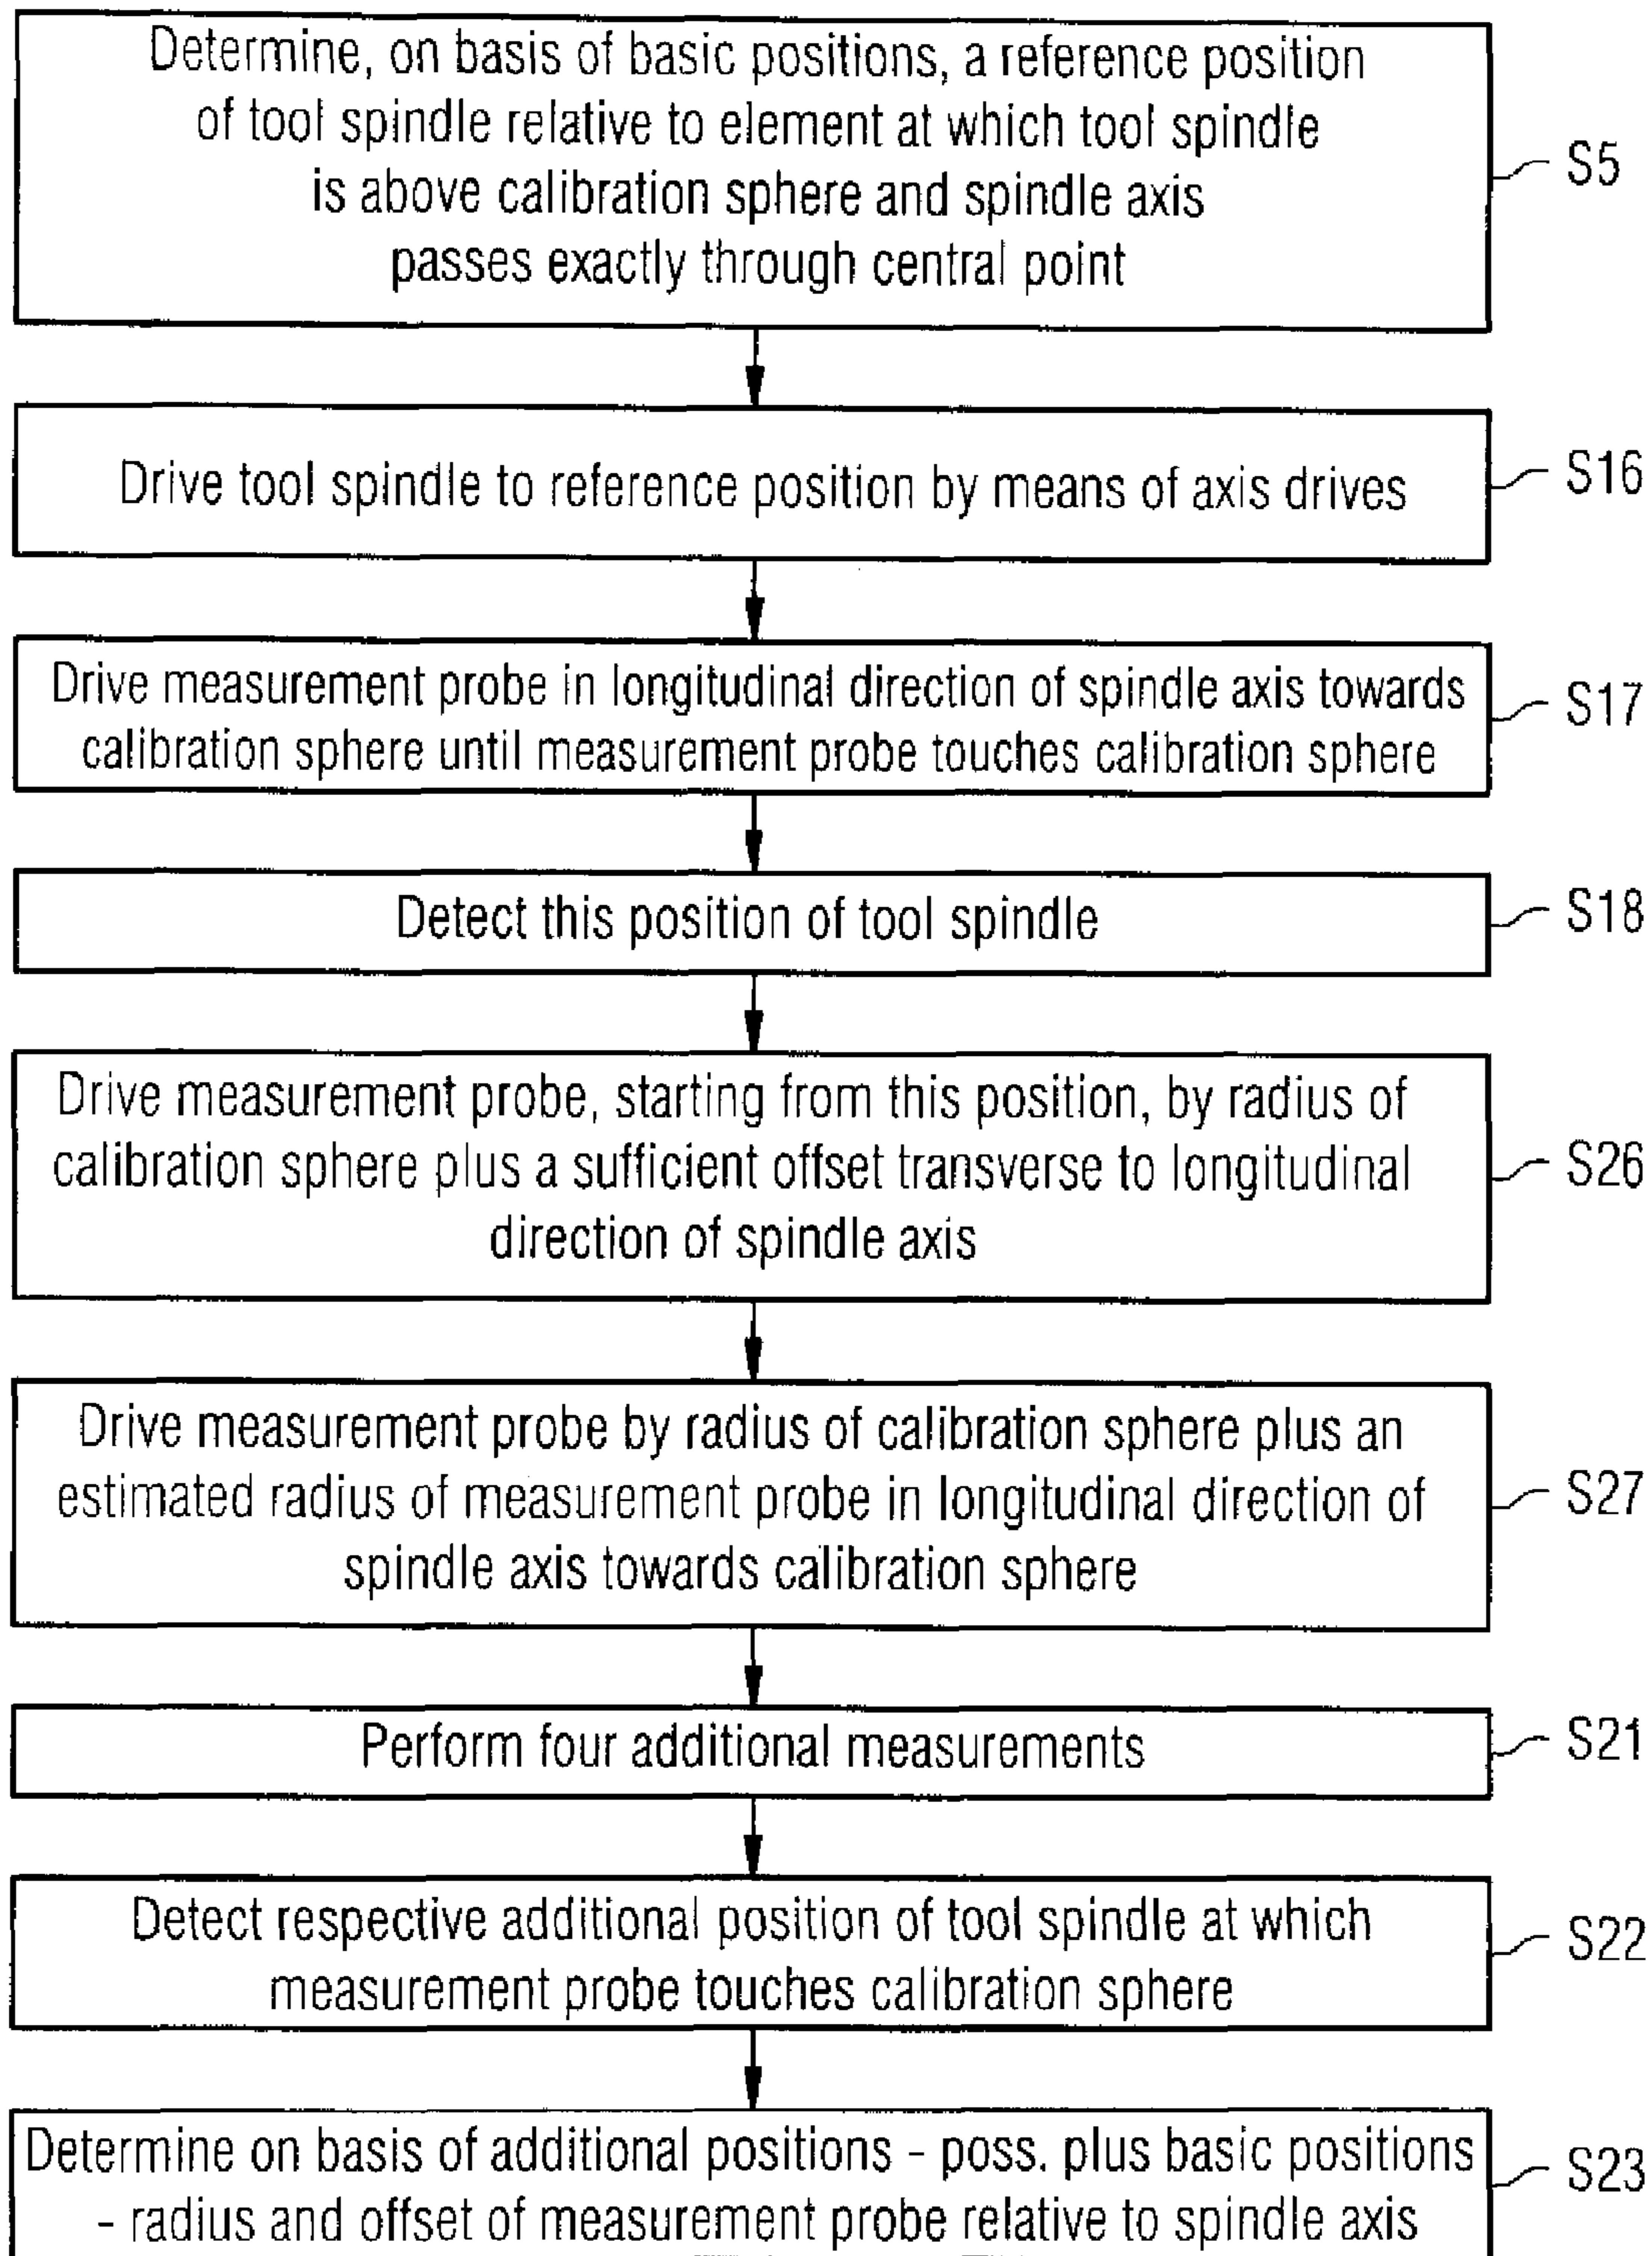 Determine, on basis of basic positions, a reference position
of tool spindle relative to element at which tool spindle
is above calibration sphere and spindle axis
passes exactly through central point
S5
Drive tool spindle to reference position by means of axis drives
S16
Drive measurement probe in longitudinal direction of spindle axis towards
calibration sphere until measurement probe touches calibration sphere
S17
Detect this position of tool spindle
S18
Drive measurement probe, starting from this position, by radius of
calibration sphere plus a sufficient offset transverse to longitudinal
direction of spindle axis
S26
Drive measurement probe by radius of calibration sphere plus an
estimated radius of measurement probe in longitudinal direction of
spindle axis towards calibration sphere
S27
Perform four additional measurements
S21
Detect respective additional position of tool spindle at which
measurement probe touches calibration sphere
S22
Determine on basis of additional positions - poss. plus basic positions
- radius and offset of measurement probe relative to spindle axis
S23